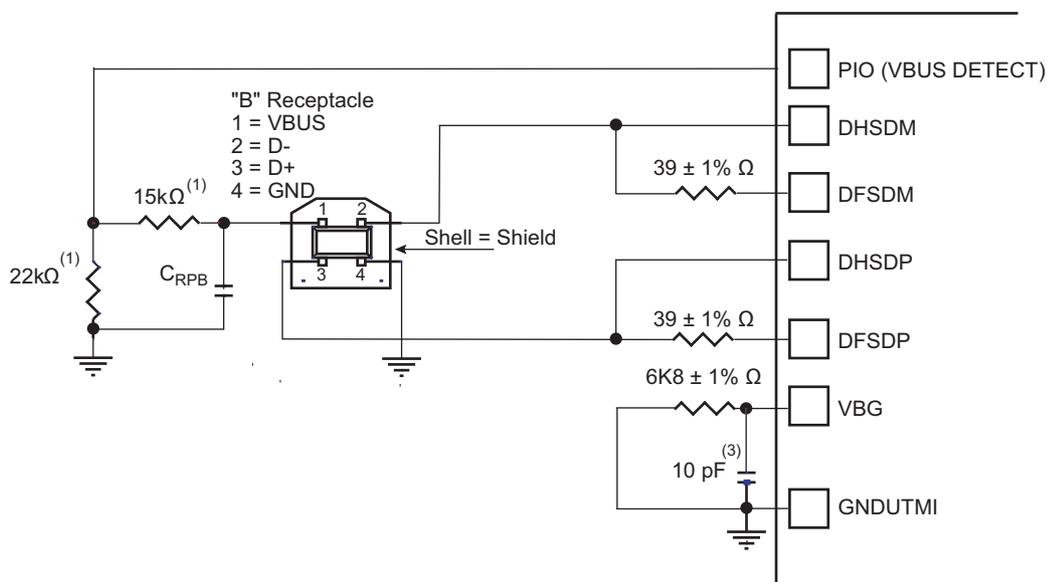 PIO (VBUS DETECT)
"B" Receptacle
1 = VBUS
2 = D-
3 = D+
4 = GND
DHSDM
39 ± 1% Ω
DFSDM
15kΩ(1)
1 2
Shell = Shield
22kΩ(1)
CRPB
3 4
DHSDP
39 ± 1% Ω
DFSDP
6K8 ± 1% Ω
VBG
10 pF(3)
GNDUTMI